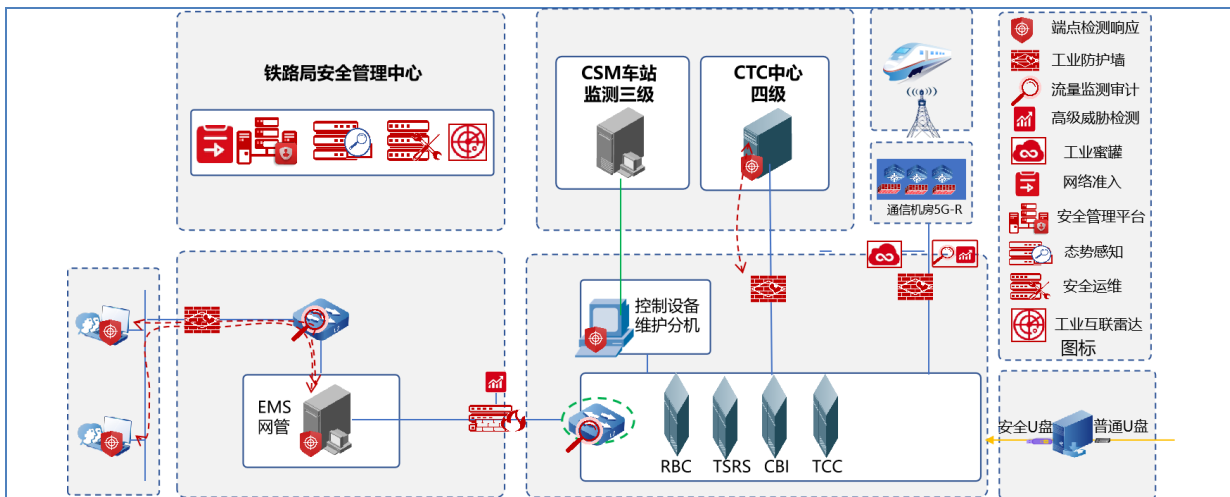 铁路局安全管理中心
CSM车站
监测三级
CTC中心
四级
通信机房5G-R
端点检测响应
工业防护墙
流量监测审计
高级威胁检测
工业蜜罐
网络准入
安全管理平台
态势感知
安全运维
工业互联雷达
图标
控制设备
维护分机
EMS
网管
RBC
TSRS
CBI
TCC
安全U盘
普通U盘